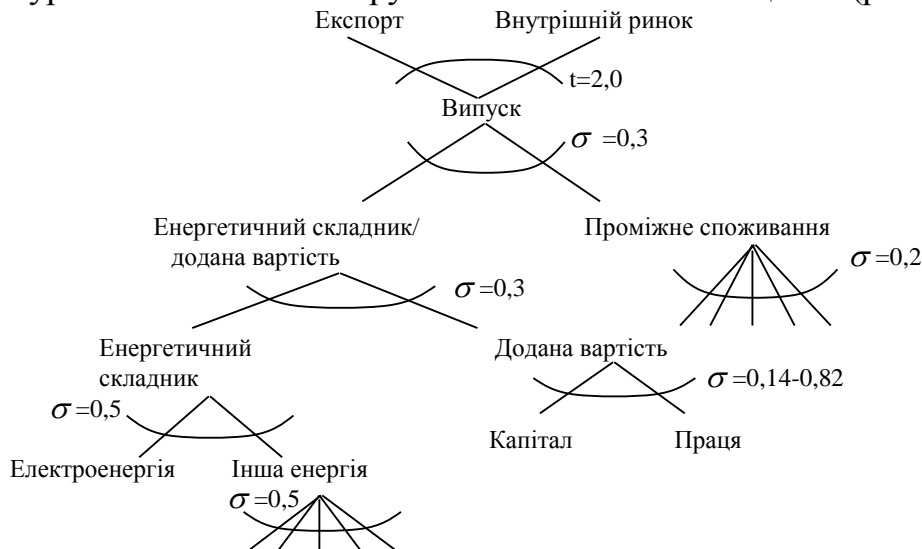 Експорт Внутрішній ринок
t=2,0
Випуск
σ =0,3
Енергетичний складник/
додана вартість
Проміжне споживання
σ=0,2
σ=0,3
Енергетичний
складник
Додана вартість
σ=0,14-0,82
σ=0,5
Капітал Праця
Електроенергія Інша енергія
σ=0,5